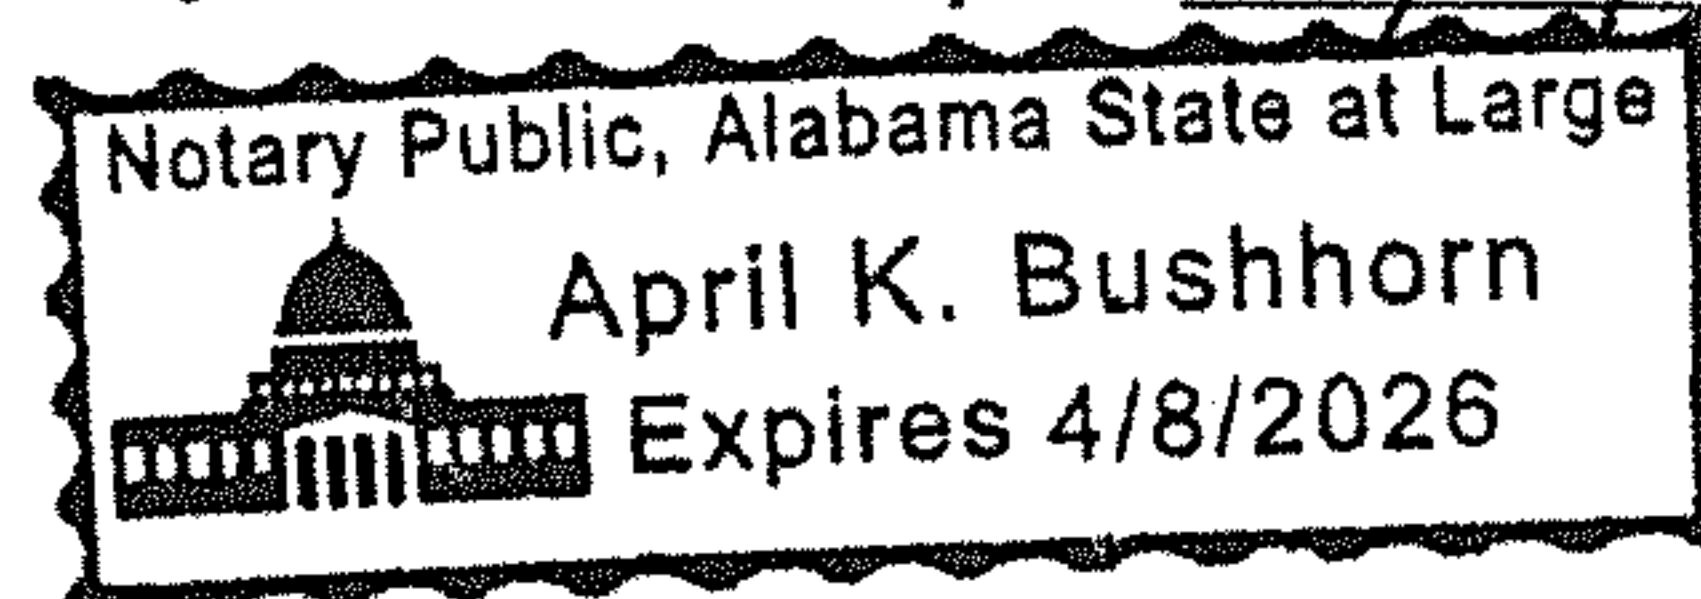 Notary Public, Alabama State at Large
April K. Bushhorn
Expires 4/8/2026